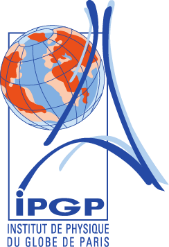 iPGP
INSTITUT DE PHYSIQUE
DU GLOBE DE PARIS